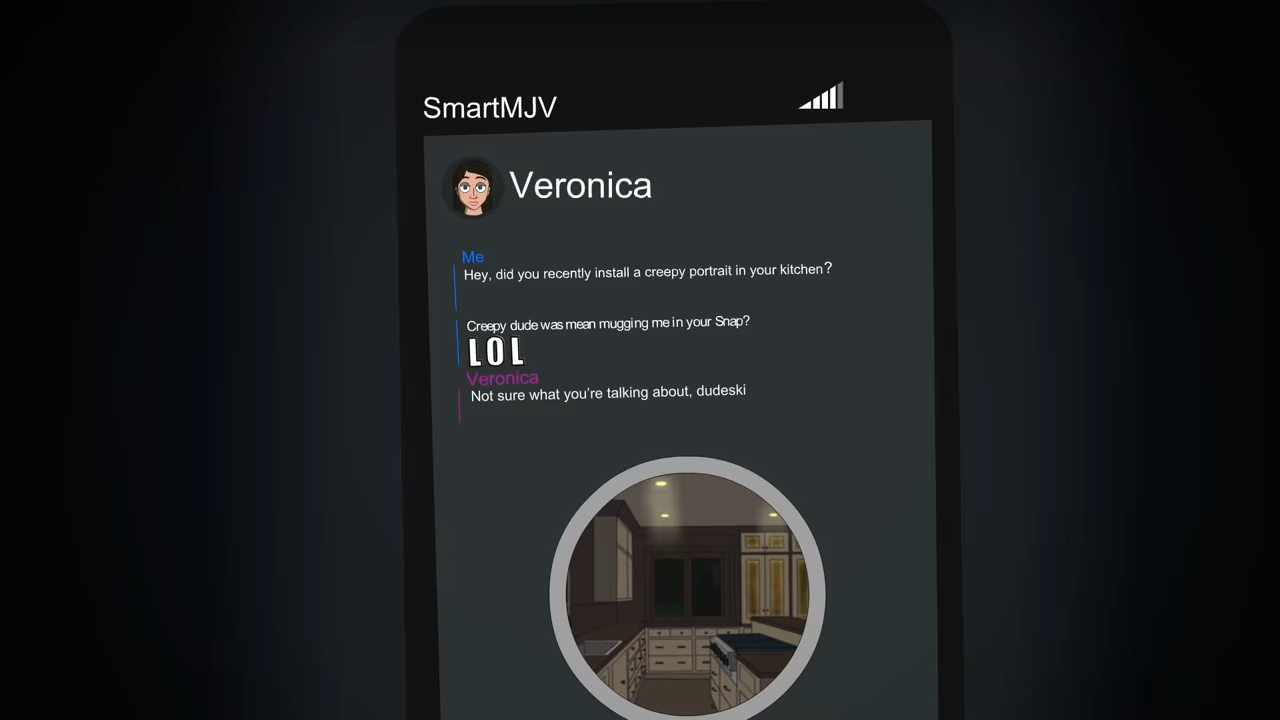 SmartMJV
Veronica
Me
Hey, did you recently install a creepy portrait in your kitchen?
Creepy dude was mean mugging me in your Snap?
LOL
Veronica
Not sure what you're talking about, dudeski